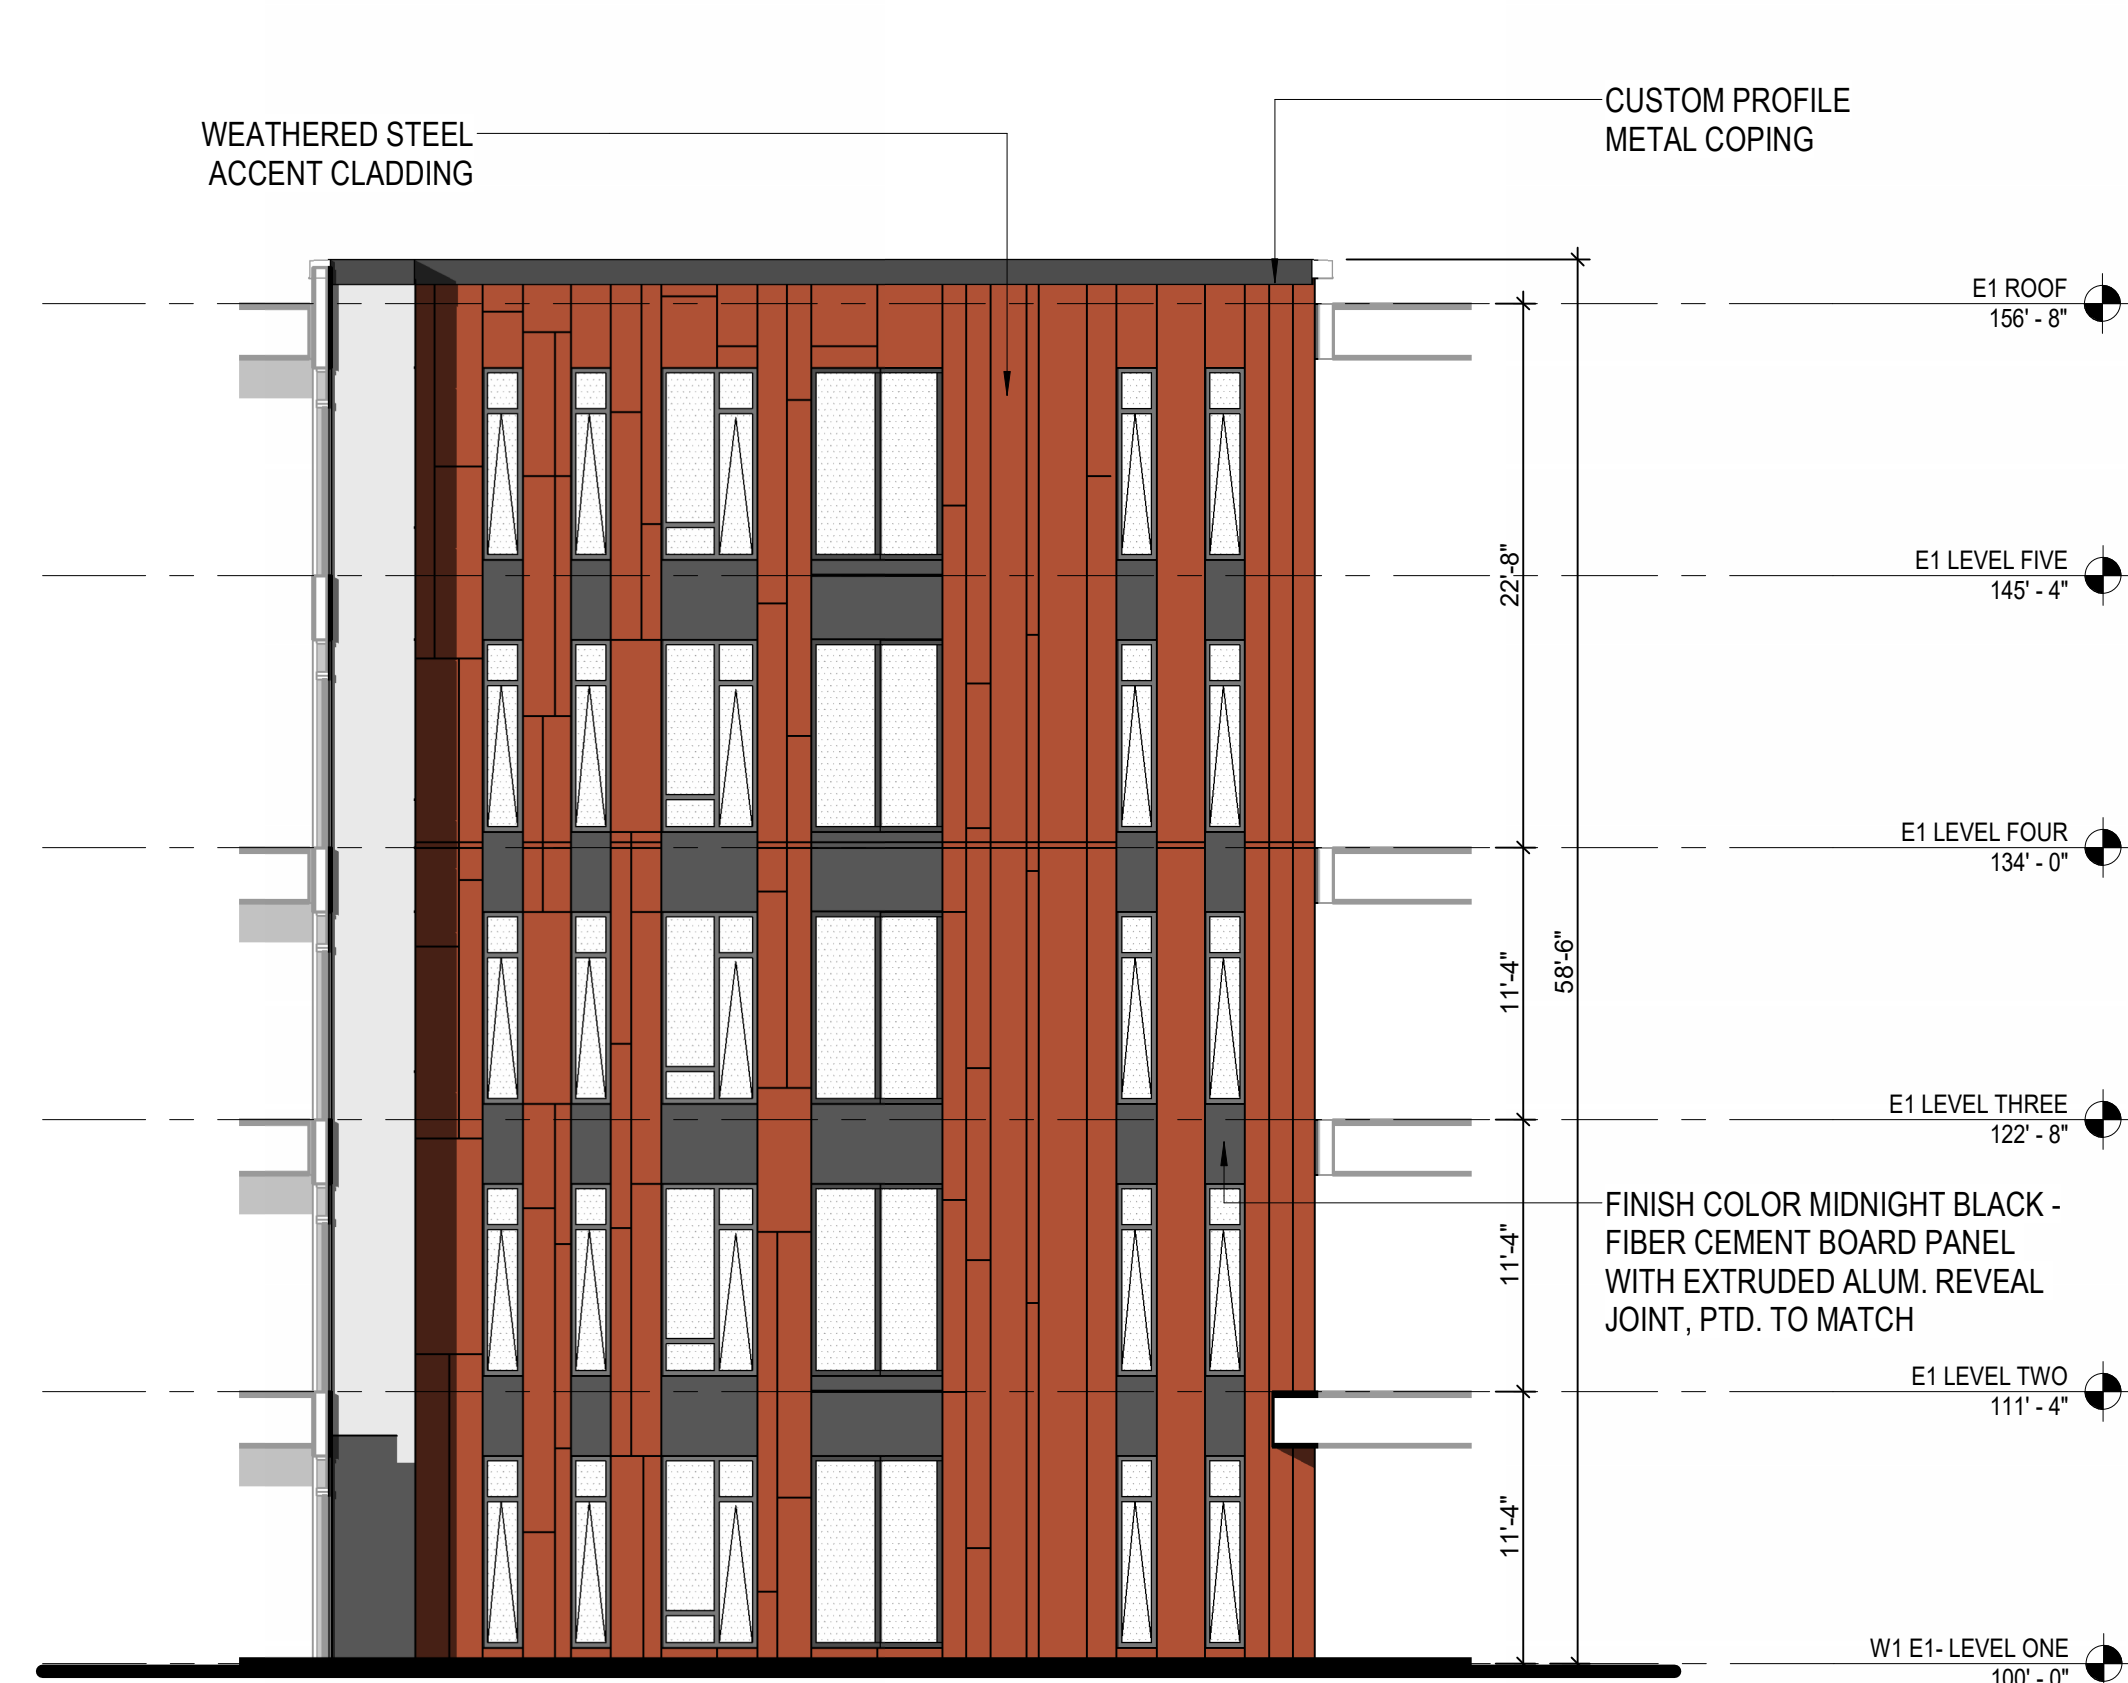 WEATHERED STEEL
ACCENT CLADDING
CUSTOM PROFILE
METAL COPING
E1 ROOF
156' - 8"
E1 LEVEL FIVE
145' - 4"
22'-8"
E1 LEVEL FOUR
134' - 0"
11'-4"
58'-6"
E1 LEVEL THREE
122' - 8"
FINISH COLOR MIDNIGHT BLACK -
FIBER CEMENT BOARD PANEL
WITH EXTRUDED ALUM. REVEAL
JOINT, PTD. TO MATCH
11'-4"
E1 LEVEL TWO
111' - 4"
11'-4"
W1 E1- LEVEL ONE
100' - 0"